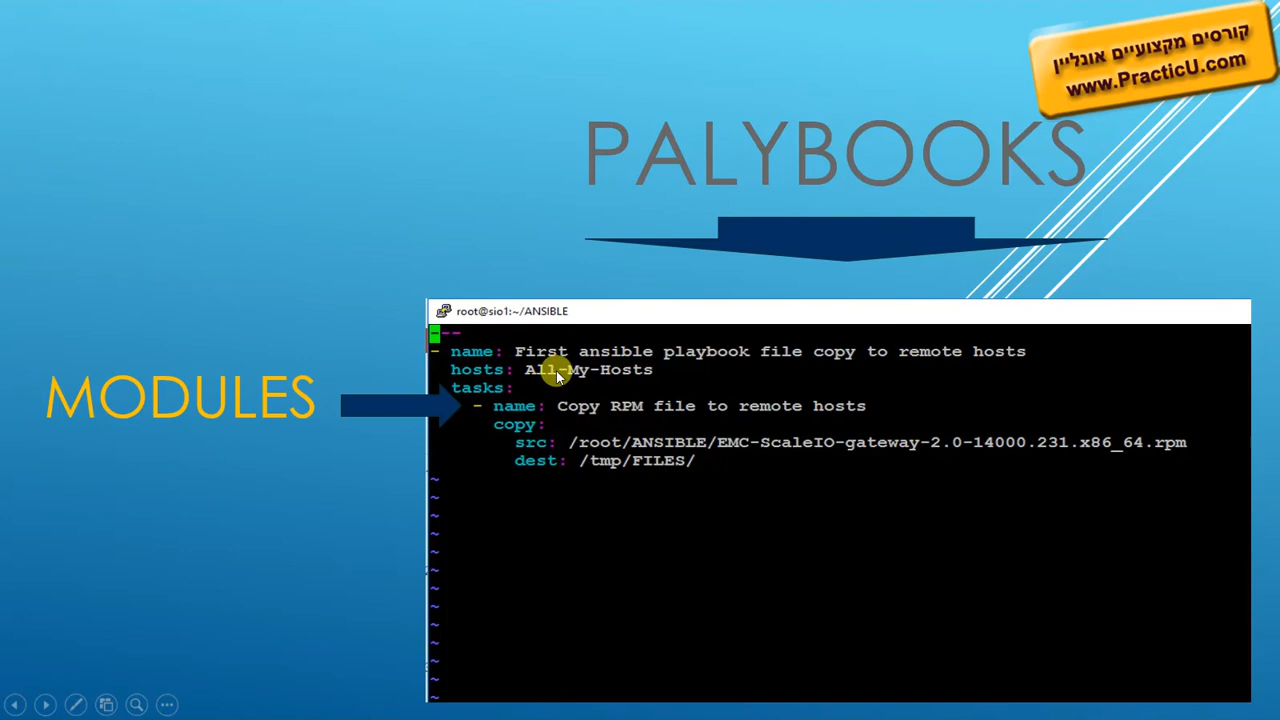 קורסים מקצועיים אונליין
www.PracticU.com
PALYBOOKS
MODULES
root@sio1:~/ANSIBLE
---
- name: First ansible playbook file copy to remote hosts
hosts: All-My-Hosts
tasks:
- name: Copy RPM file to remote hosts
copy:
src: /root/ANSIBLE/EMC-ScaleIO-gateway-2.0-14000.231.x86_64.rpm
dest: /tmp/FILES/
~
~
~
~
~
~
~
~
~
~
~
~
~